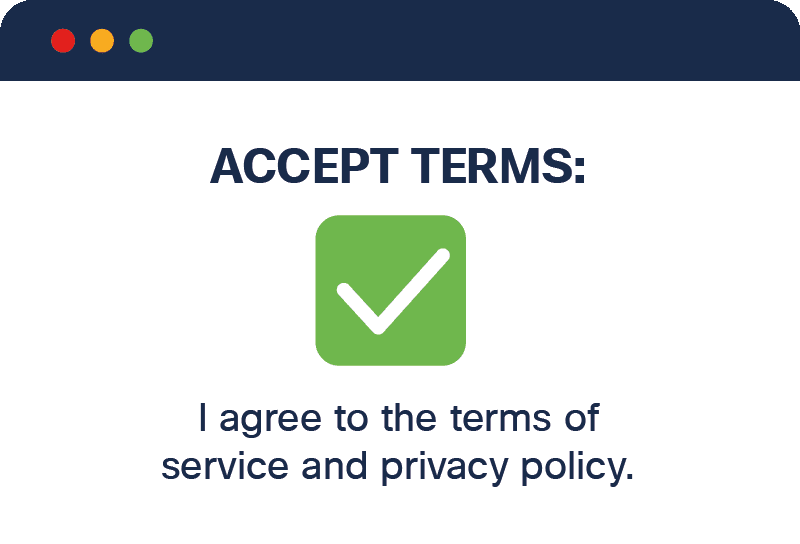 ACCEPT TERMS:
I agree to the terms of
service and privacy policy.